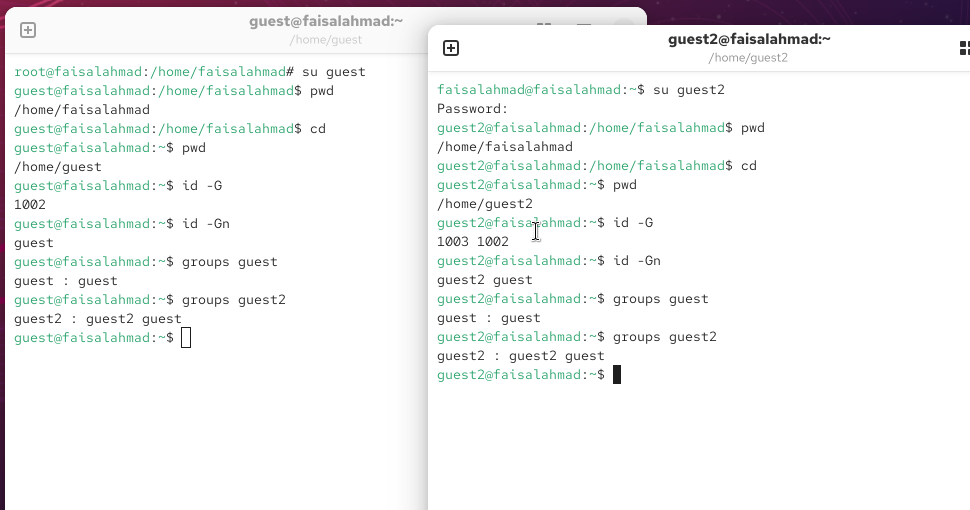 guest@faisalahmad:~
/home/guest
root@faisalahmad:/home/faisalahmad# su guest
guest@faisalahmad:/home/faisalahmad$ pwd
/home/faisalahmad
guest@faisalahmad:/home/faisalahmad$ cd
guest@faisalahmad:~$ pwd
/home/guest
guest@faisalahmad:~$ id -G
1002
guest@faisalahmad:~$ id -Gn
guest
guest@faisalahmad:~$ groups guest
guest : guest
guest@faisalahmad:~$ groups guest2
guest2 : guest2 guest
guest@faisalahmad:~$
guest2@faisalahmad:~
/home/guest2
faisalahmad@faisalahmad:~$ su guest2
Password:
guest2@faisalahmad:/home/faisalahmad$ pwd
/home/faisalahmad
guest2@faisalahmad:/home/faisalahmad$ cd
guest2@faisalahmad:~$ pwd
/home/guest2
guest2@faisalahmad:~$ id -G
1003 1002
guest2@faisalahmad:~$ id -Gn
guest2 guest
guest2@faisalahmad:~$ groups guest
guest : guest
guest2@faisalahmad:~$ groups guest2
guest2 : guest2 guest
guest2@faisalahmad:~$